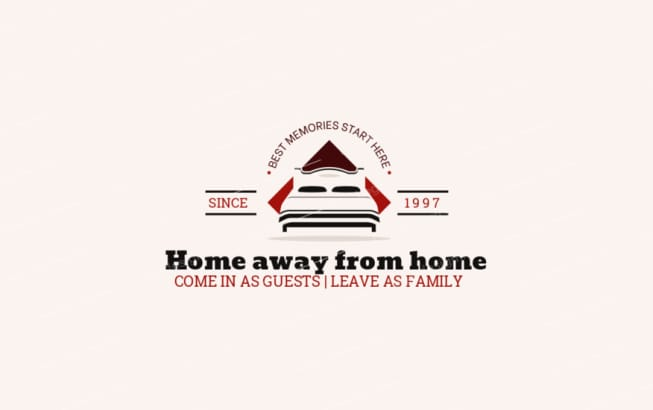 BEST MEMORIES START HERE
SINCE 1997
Home away from home
COME IN AS GUESTS | LEAVE AS FAMILY